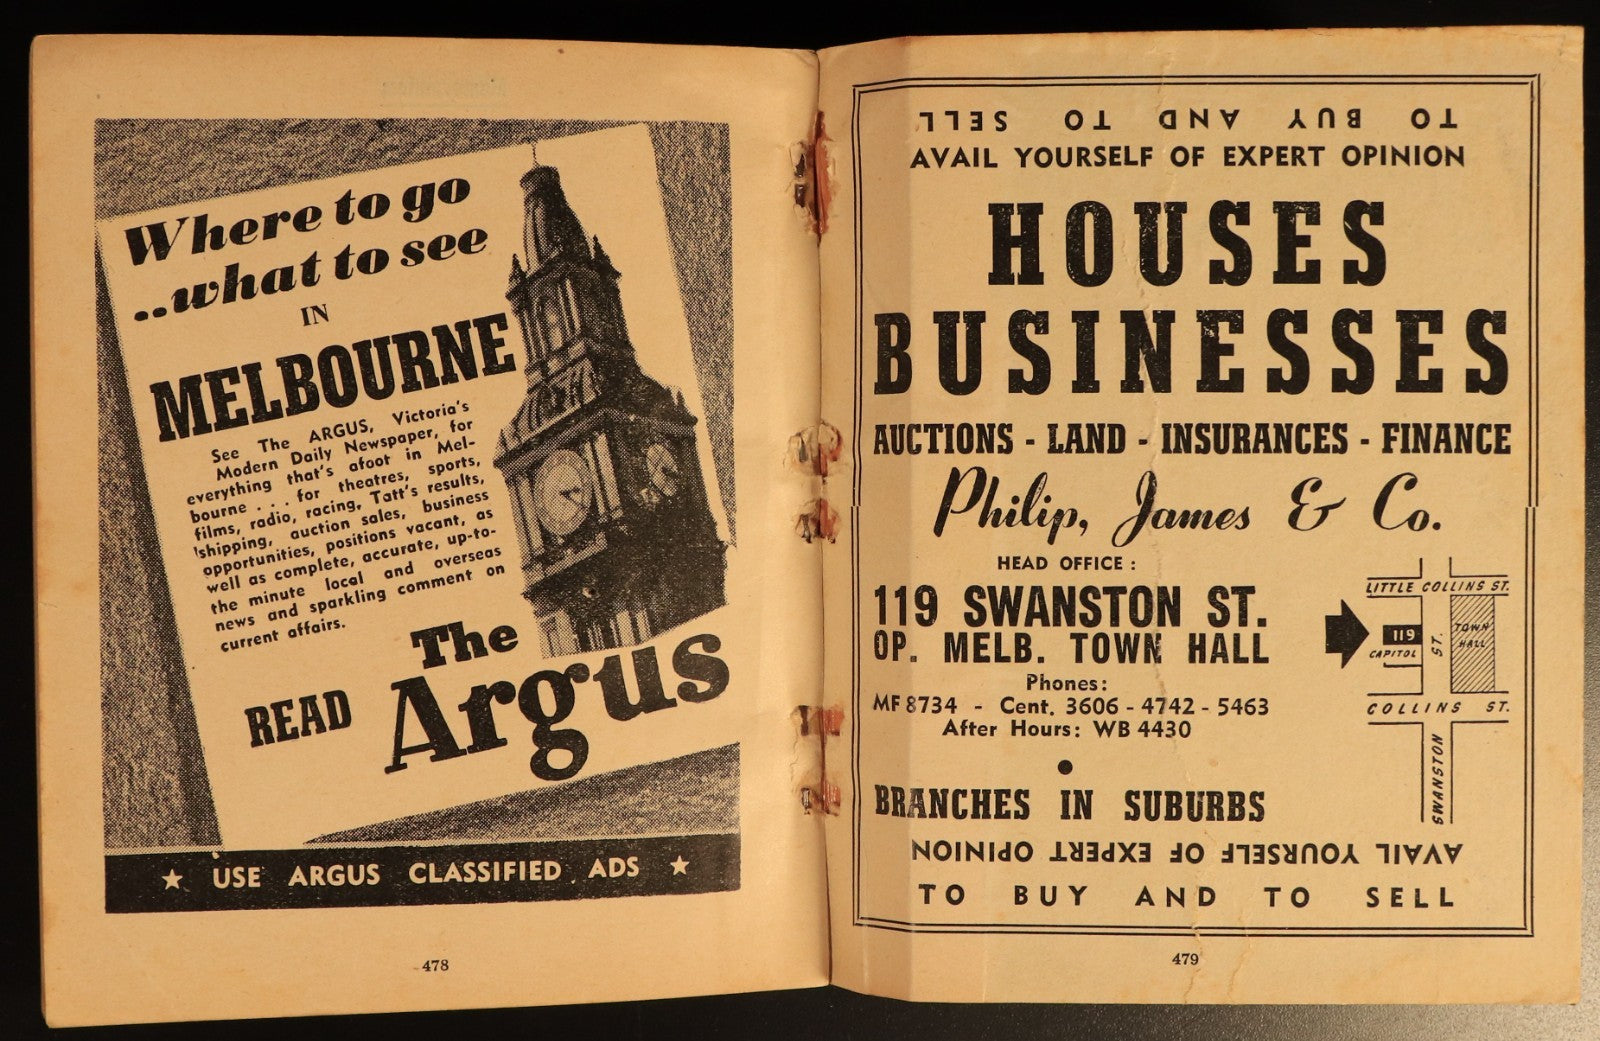 Where to go
..what to see
IN
MELBOURNE
See The ARGUS, Victoria's
Modern Daily Newspaper, for
everything that's afoot in Mel-
bourne . . . for theatres, sports,
films, radio, racing, Tatt's results,
shipping, auction sales, business
opportunities, positions vacant, as
well as complete, accurate, up-to-
the minute local and overseas
news and sparkling comment on
current affairs.
READ The Argus
★ USE ARGUS CLASSIFIED ADS ★
478
TO BUY AND TO SELL
AVAIL YOURSELF OF EXPERT OPINION
HOUSES
BUSINESSES
AUCTIONS - LAND - INSURANCES - FINANCE
Philip, James & Co.
HEAD OFFICE :
119 SWANSTON ST.
OP. MELB. TOWN HALL
Phones:
MF 8734 - Cent. 3606 - 4742 - 5463
After Hours: WB 4430
LITTLE COLLINS ST.
119
CAPITOL
ST.
TOWN
HALL
COLLINS ST.
SWANSTON
BRANCHES IN SUBURBS
AVAIL YOURSELF OF EXPERT OPINION
TO BUY AND TO SELL
479